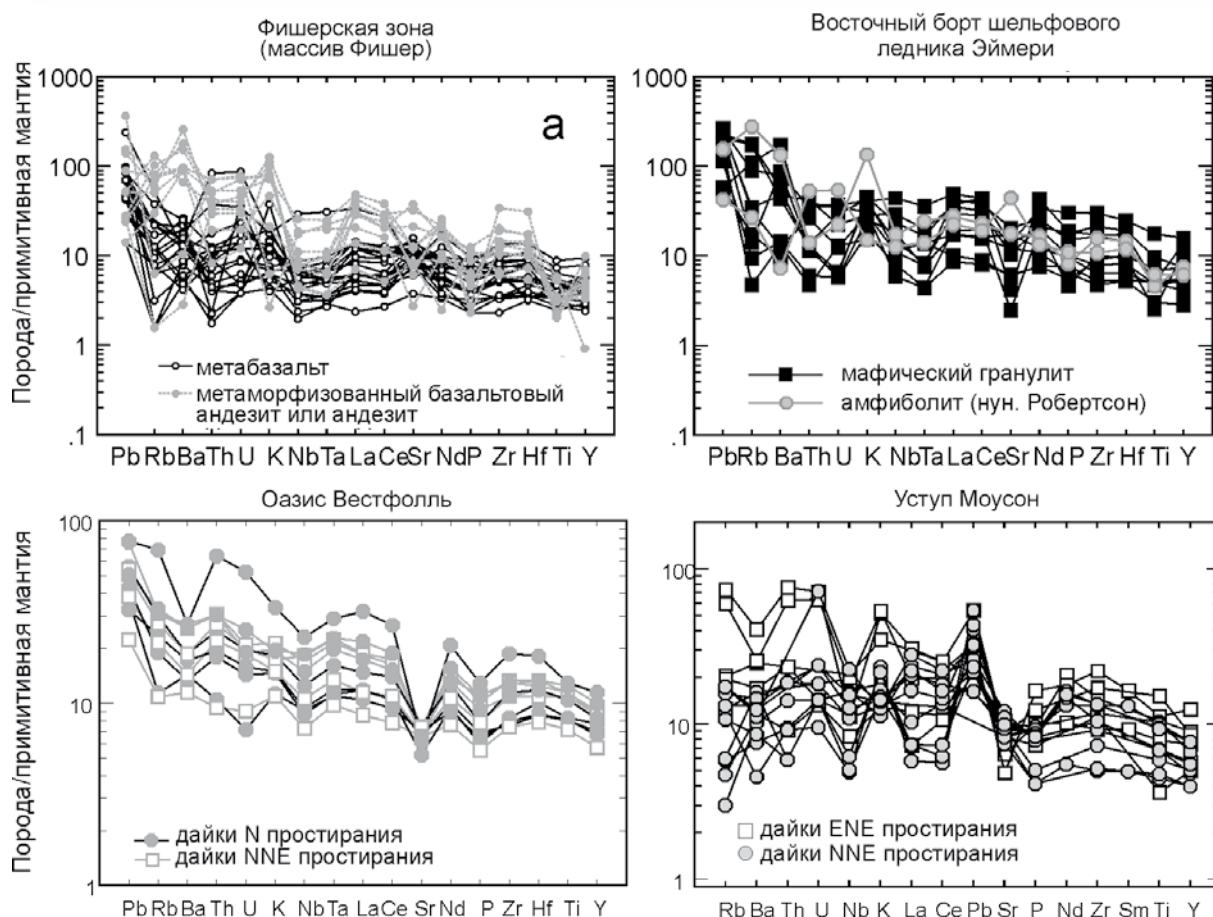 Фишерская зона
(массив Фишер)
Восточный борт шельфового
ледника Эймери
Порода/примитивная мантия
1000
100
10
1
.1
а
метабазальт
метаморфизованный базальтовый
андезит или андезит
Pb Rb Ba Th U K Nb Ta La Ce Sr Nd P Zr Hf Ti Y
1000
100
10
1
.1
мафический гранулит
амфиболит (нун. Робертсон)
Pb Rb Ba Th U K Nb Ta La Ce Sr Nd P Zr Hf Ti Y
Оазис Вестфолль
Уступ Моусон
Порода/примитивная мантия
100
10
1
дайки N простирания
дайки NNE простирания
Pb Rb Ba Th U K Nb Ta La Ce Sr Nd P Zr Hf Ti Y
100
10
1
дайки ENE простирания
дайки NNE простирания
Rb Ba Th U Nb K La Ce Pb Sr P Nd Zr Sm Ti Y